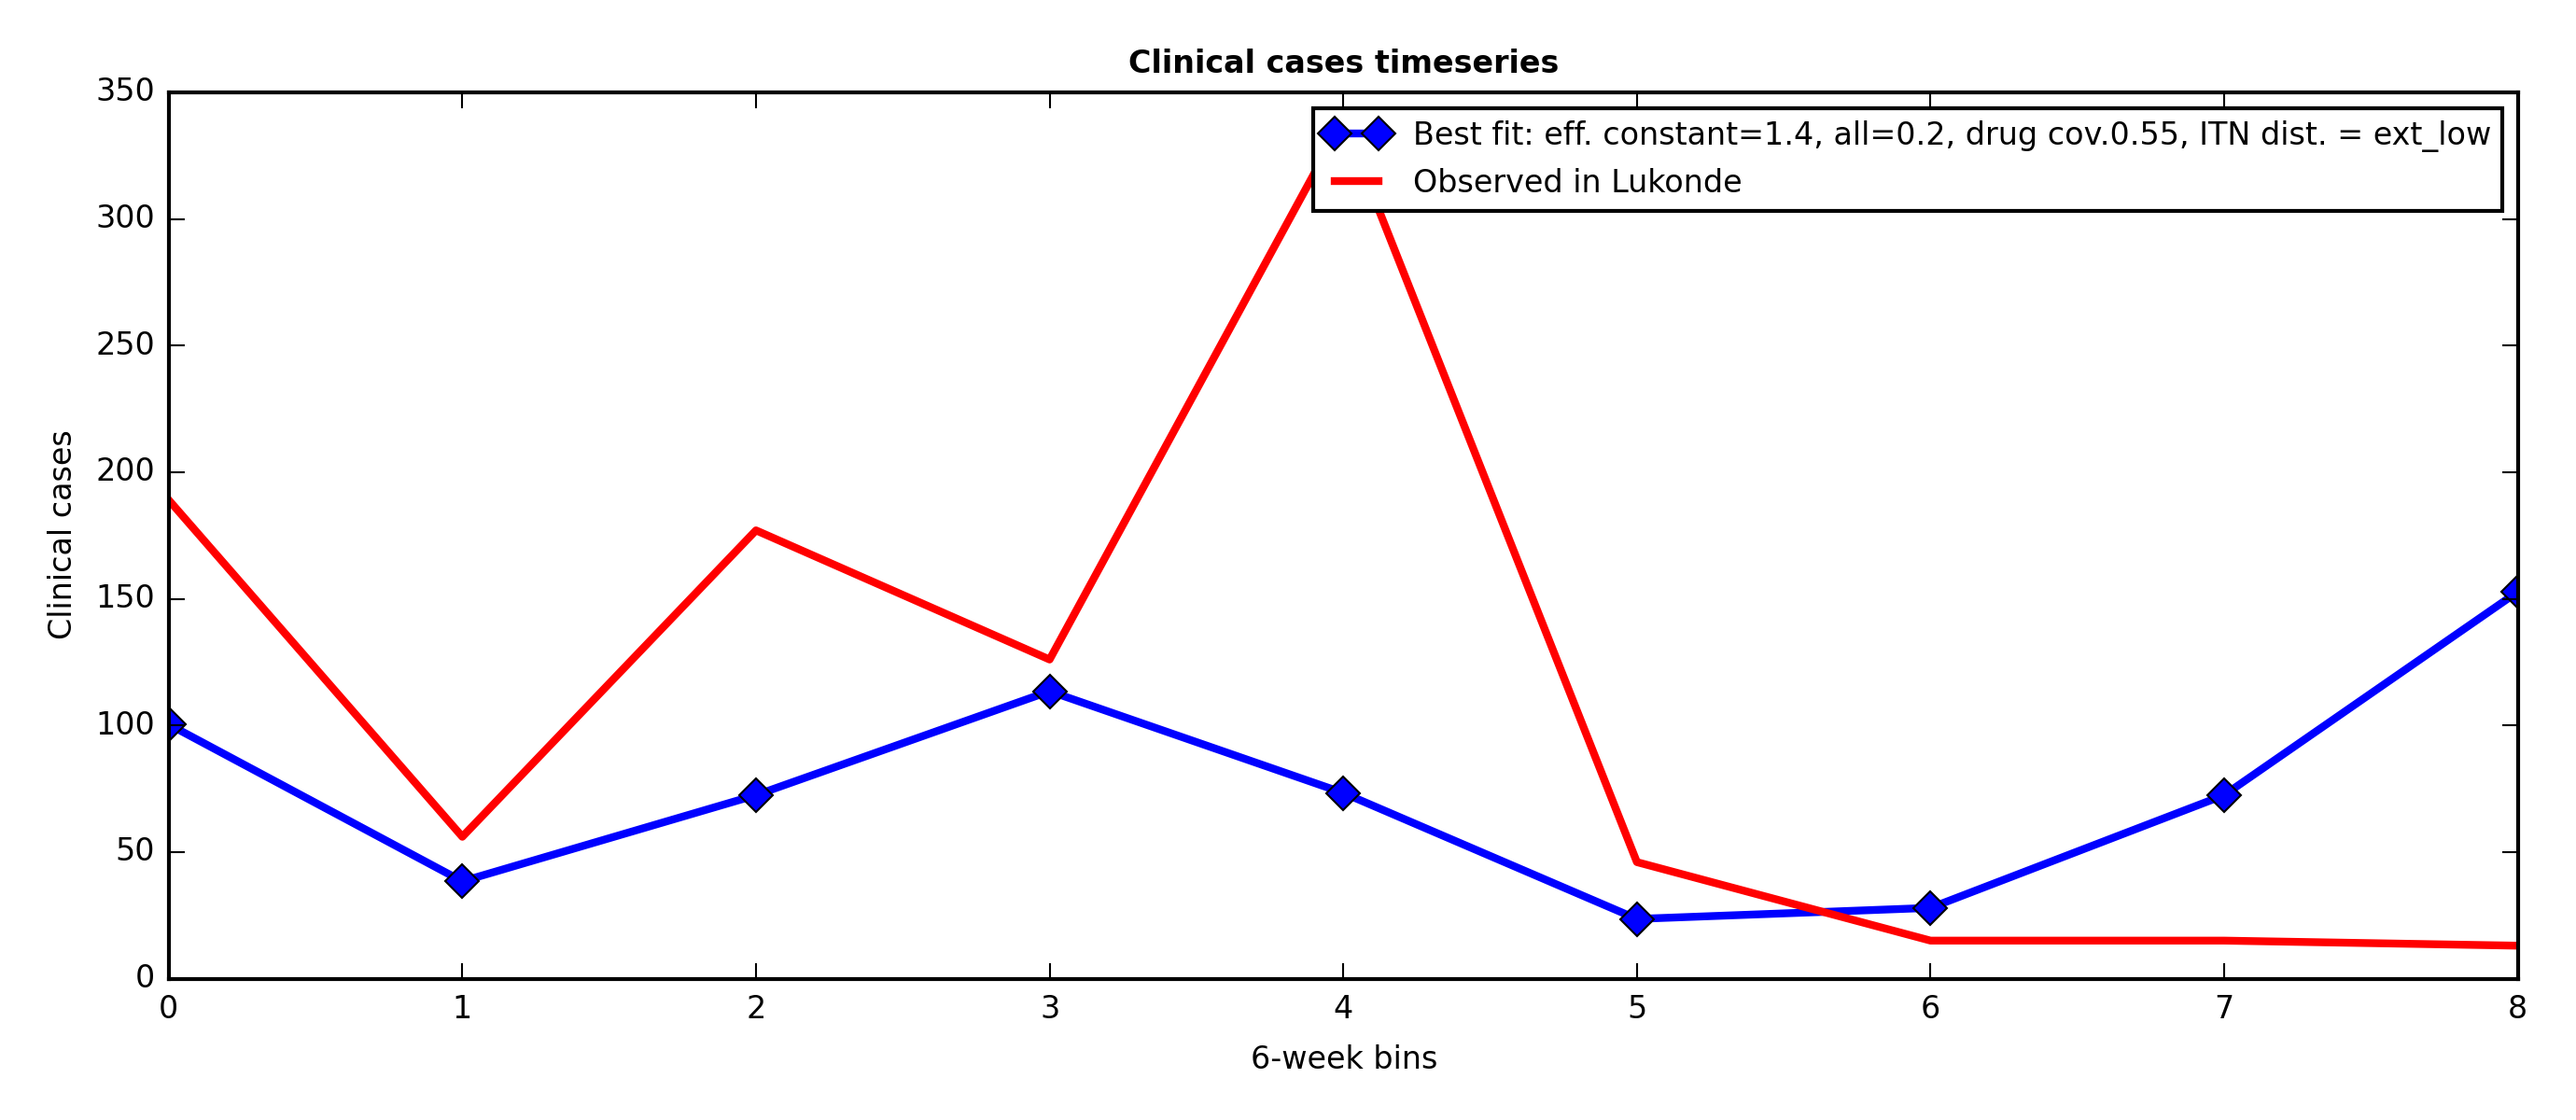 Clinical cases timeseries
350
300
250
200
150
100
50
0
Clinical cases
Best fit: eff. constant=1.4, all=0.2, drug cov.0.55, ITN dist. = ext_low
Observed in Lukonde
0 1 2 3 4 5 6 7 8
6-week bins